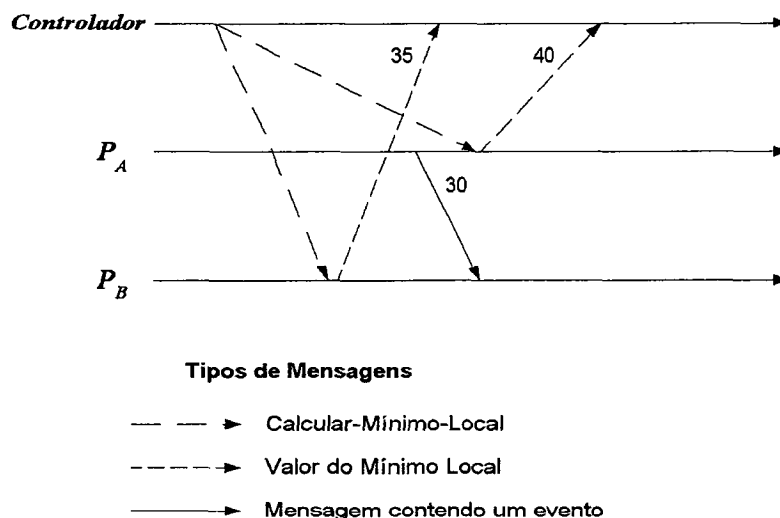 Controlador
35
40
P_A
30
P_B
Tipos de Mensagens
Calcular-Mínimo-Local
Valor do Mínimo Local
Mensagem contendo um evento